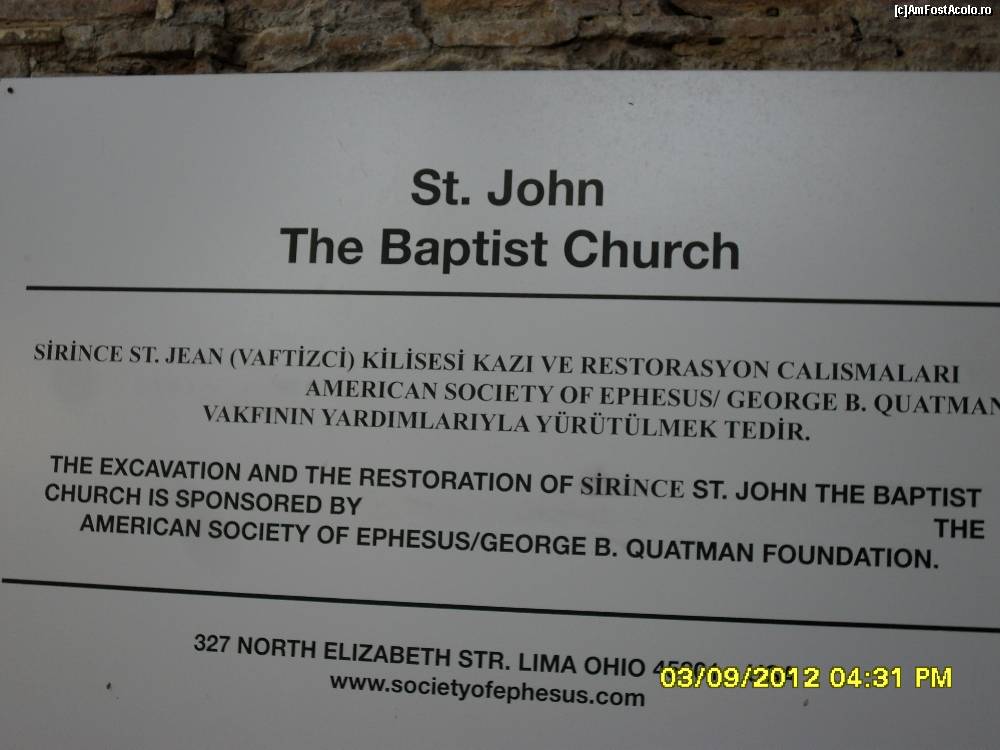 [c]AmFostAcolo.ro
St. John
The Baptist Church
SİRİNCE ST. JEAN (VAFTİZCİ) KİLİSESİ KAZI VE RESTORASYON CALISMALARI
AMERICAN SOCIETY OF EPHESUS/ GEORGE B. QUATMAN
VAKFININ YARDIMLARIYLA YÜRÜTÜLMEK TEDİR.
THE EXCAVATION AND THE RESTORATION OF SİRİNCE ST. JOHN THE BAPTIST
CHURCH IS SPONSORED BY THE
AMERICAN SOCIETY OF EPHESUS/GEORGE B. QUATMAN FOUNDATION.
327 NORTH ELIZABETH STR. LIMA OHIO
www.societyofephesus.com
03/09/2012 04:31 PM